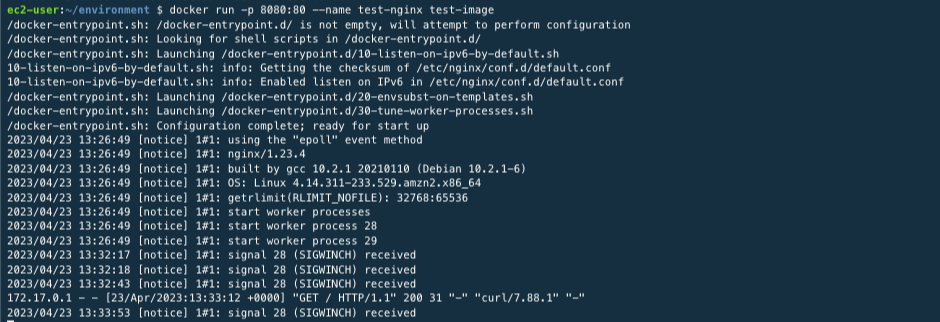 ec2-user:~/environment $ docker run -p 8080:80 --name test-nginx test-image
/docker-entrypoint.sh: /docker-entrypoint.d/ is not empty, will attempt to perform configuration
/docker-entrypoint.sh: Looking for shell scripts in /docker-entrypoint.d/
/docker-entrypoint.sh: Launching /docker-entrypoint.d/10-listen-on-ipv6-by-default.sh
10-listen-on-ipv6-by-default.sh: info: Getting the checksum of /etc/nginx/conf.d/default.conf
10-listen-on-ipv6-by-default.sh: info: Enabled listen on IPv6 in /etc/nginx/conf.d/default.conf
/docker-entrypoint.sh: Launching /docker-entrypoint.d/20-envsubst-on-templates.sh
/docker-entrypoint.sh: Launching /docker-entrypoint.d/30-tune-worker-processes.sh
/docker-entrypoint.sh: Configuration complete; ready for start up
2023/04/23 13:26:49 [notice] 1#1: using the "epoll" event method
2023/04/23 13:26:49 [notice] 1#1: nginx/1.23.4
2023/04/23 13:26:49 [notice] 1#1: built by gcc 10.2.1 20210110 (Debian 10.2.1-6)
2023/04/23 13:26:49 [notice] 1#1: OS: Linux 4.14.311-233.529.amzn2.x86_64
2023/04/23 13:26:49 [notice] 1#1: getrlimit(RLIMIT_NOFILE): 32768:65536
2023/04/23 13:26:49 [notice] 1#1: start worker processes
2023/04/23 13:26:49 [notice] 1#1: start worker process 28
2023/04/23 13:26:49 [notice] 1#1: start worker process 29
2023/04/23 13:32:17 [notice] 1#1: signal 28 (SIGWINCH) received
2023/04/23 13:32:18 [notice] 1#1: signal 28 (SIGWINCH) received
2023/04/23 13:32:43 [notice] 1#1: signal 28 (SIGWINCH) received
172.17.0.1 - - [23/Apr/2023:13:33:12 +0000] "GET / HTTP/1.1" 200 31 "-" "curl/7.88.1" "-"
2023/04/23 13:33:53 [notice] 1#1: signal 28 (SIGWINCH) received